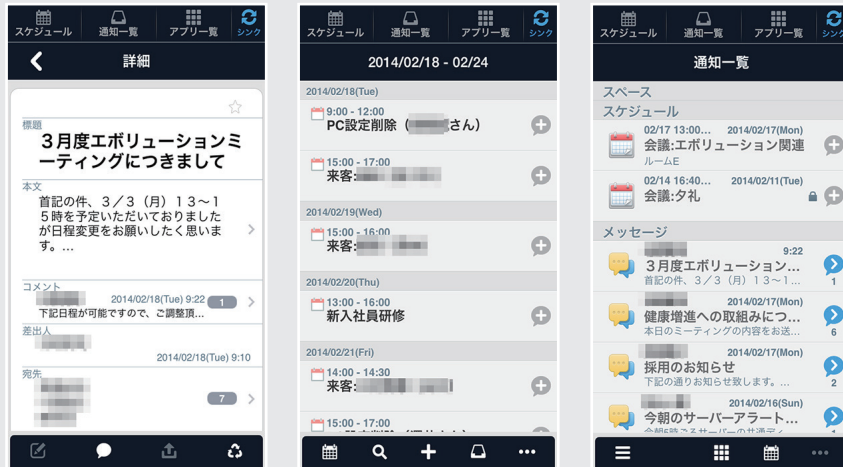 スケジュール 通知一覧 アプリ一覧 シンク
詳細
標題
３月度エボリューションミ
ーティングにつきまして
本文
首記の件、３／３（月）１３～１
５時を予定いただいておりました
が日程変更をお願いしたく思いま
す。...
コメント
2014/02/18(Tue) 9:22 1
下記日程が可能ですので、ご調整頂...
差出人
2014/02/18(Tue) 9:10
宛先
7
スケジュール 通知一覧 アプリ一覧 シンク
2014/02/18 - 02/24
2014/02/18(Tue)
9:00 - 12:00
PC設定削除（ さん）
15:00 - 17:00
来客:
2014/02/19(Wed)
15:00 - 16:00
来客:
2014/02/20(Thu)
13:00 - 16:00
新入社員研修
2014/02/21(Fri)
14:00 - 14:30
来客:
15:00 - 17:00
スケジュール 通知一覧 アプリ一覧 シンク
通知一覧
スペース
スケジュール
02/17 13:00... 2014/02/17(Mon)
会議:エボリューション関連
ルームE
02/14 16:40... 2014/02/11(Tue)
会議:夕礼
メッセージ
9:22
３月度エボリューション...
首記の件、３／３（月）１３～１...
1
2014/02/17(Mon)
健康増進への取組みにつ...
本日のミーティングの内容をお送...
6
2014/02/17(Mon)
採用のお知らせ
下記の通りお知らせ致します。...
2
2014/02/16(Sun)
今朝のサーバーアラート...